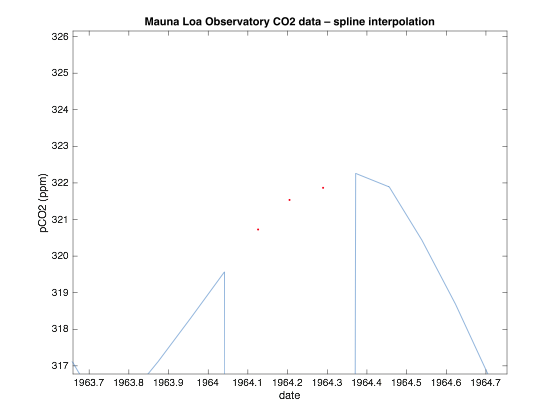 Mauna Loa Observatory CO2 data – spline interpolation
326
325
324
323
322
321
320
319
318
317
pCO2 (ppm)
1963.7 1963.8 1963.9 1964 1964.1 1964.2 1964.3 1964.4 1964.5 1964.6 1964.7
date